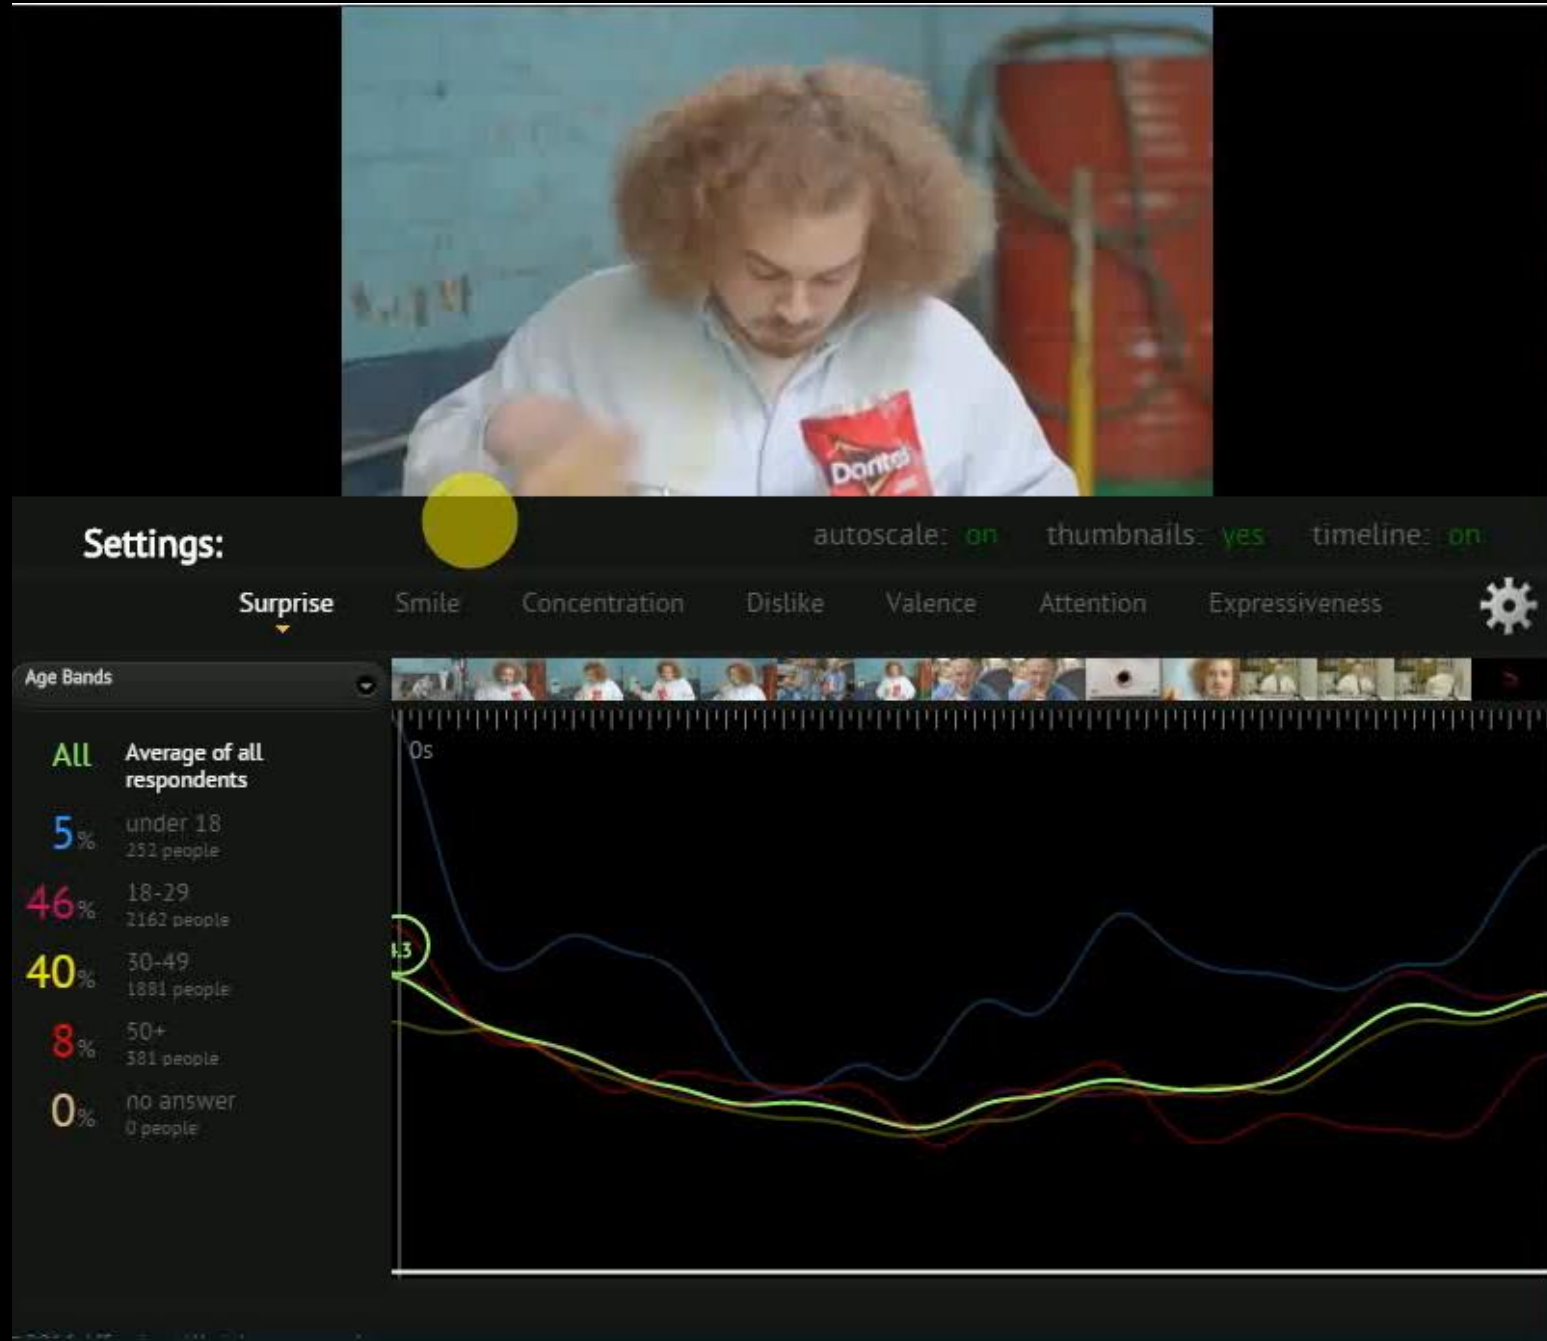 Doritos
Settings:
autoscale: on thumbnails: yes timeline: on
Surprise Smile Concentration Dislike Valence Attention Expressiveness
Age Bands
0s
All Average of all
respondents
5% under 18
252 people
46% 18-29
2162 people
40% 30-49
1881 people
8% 50+
381 people
0% no answer
0 people